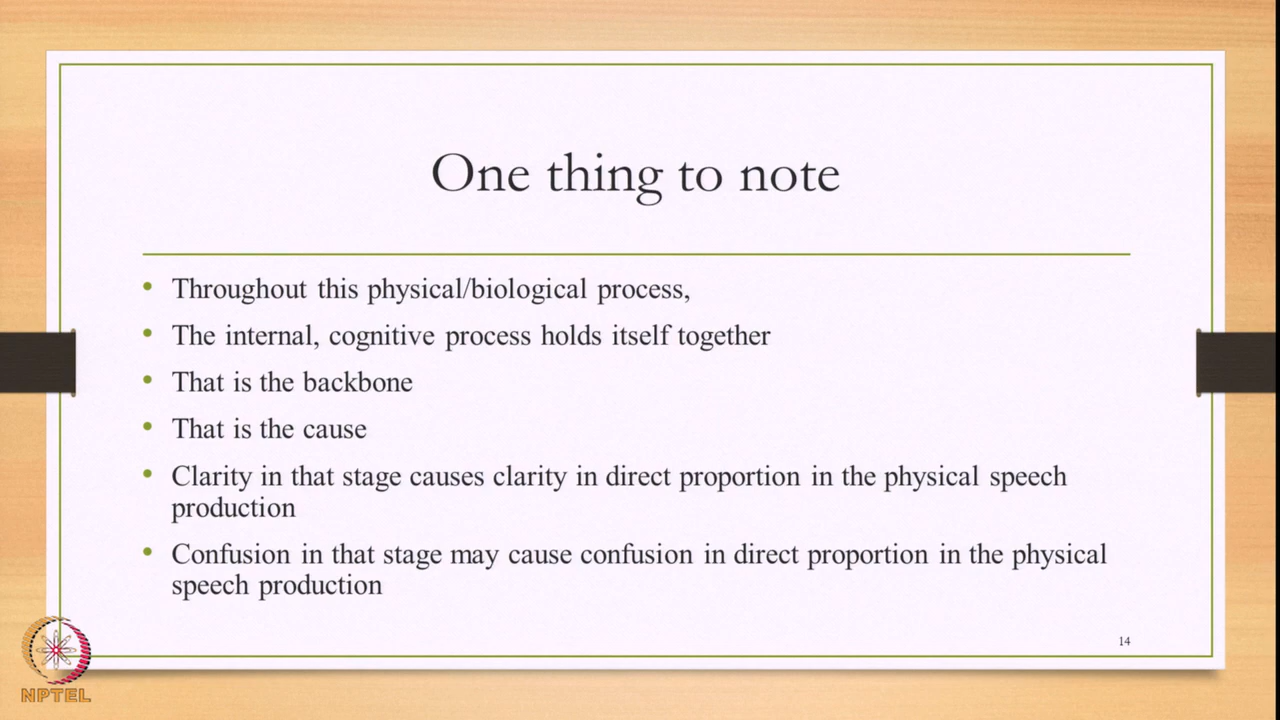 One thing to note
• Throughout this physical/biological process,
• The internal, cognitive process holds itself together
• That is the backbone
• That is the cause
• Clarity in that stage causes clarity in direct proportion in the physical speech
production
• Confusion in that stage may cause confusion in direct proportion in the physical
speech production
14
NPTEL